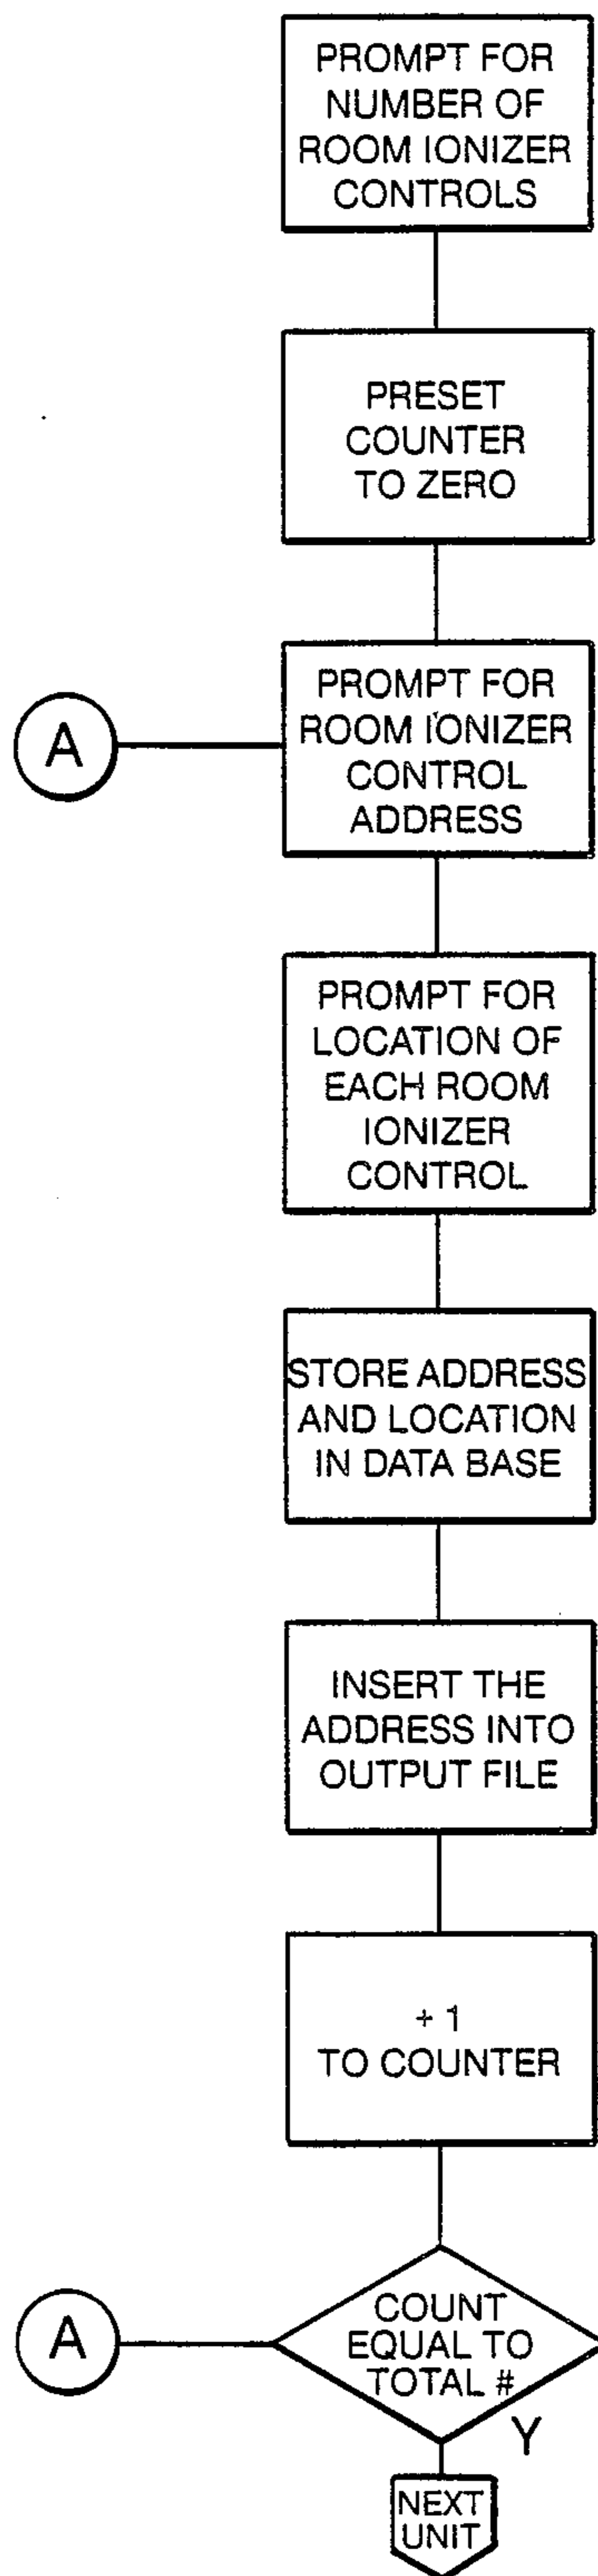 PROMPT FOR
NUMBER OF
ROOM IONIZER
CONTROLS
PRESET
COUNTER
TO ZERO
A
PROMPT FOR
ROOM IONIZER
CONTROL
ADDRESS
PROMPT FOR
LOCATION OF
EACH ROOM
IONIZER
CONTROL
STORE ADDRESS
AND LOCATION
IN DATA BASE
INSERT THE
ADDRESS INTO
OUTPUT FILE
+ 1
TO COUNTER
A
COUNT
EQUAL TO
TOTAL #
Y
NEXT
UNIT